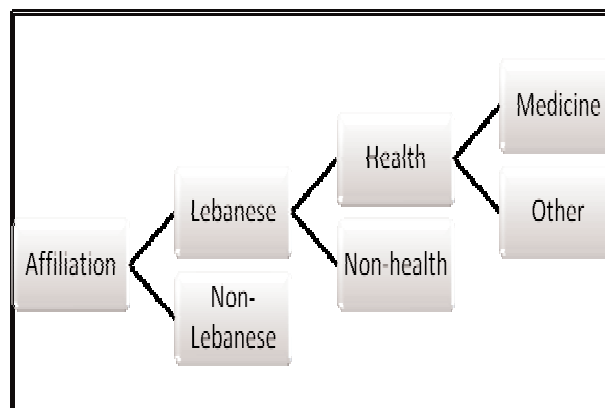 Affiliation
Lebanese
Non-
Lebanese
Health
Non-health
Medicine
Other